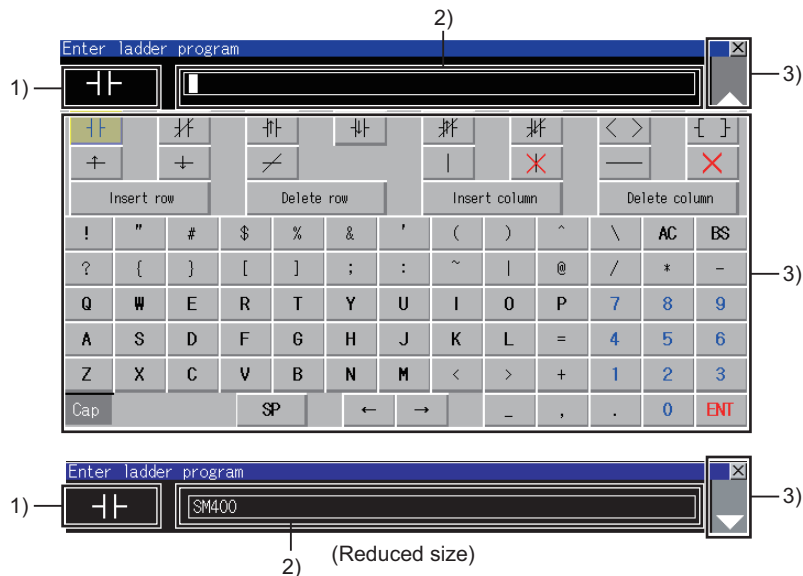 2)
Enter ladder program
1)
3)
< >
[ ]
Insert row Delete row Insert column Delete column
! " # $ % & ' ( ) ^ \ AC BS
? { } [ ] ; : ~ | @ / * −
3)
Q W E R T Y U I O P 7 8 9
A S D F G H J K L = 4 5 6
Z X C V B N M < > + 1 2 3
Cap SP ← → _ , . 0 ENT
Enter ladder program
1)
SM400
3)
2)
(Reduced size)